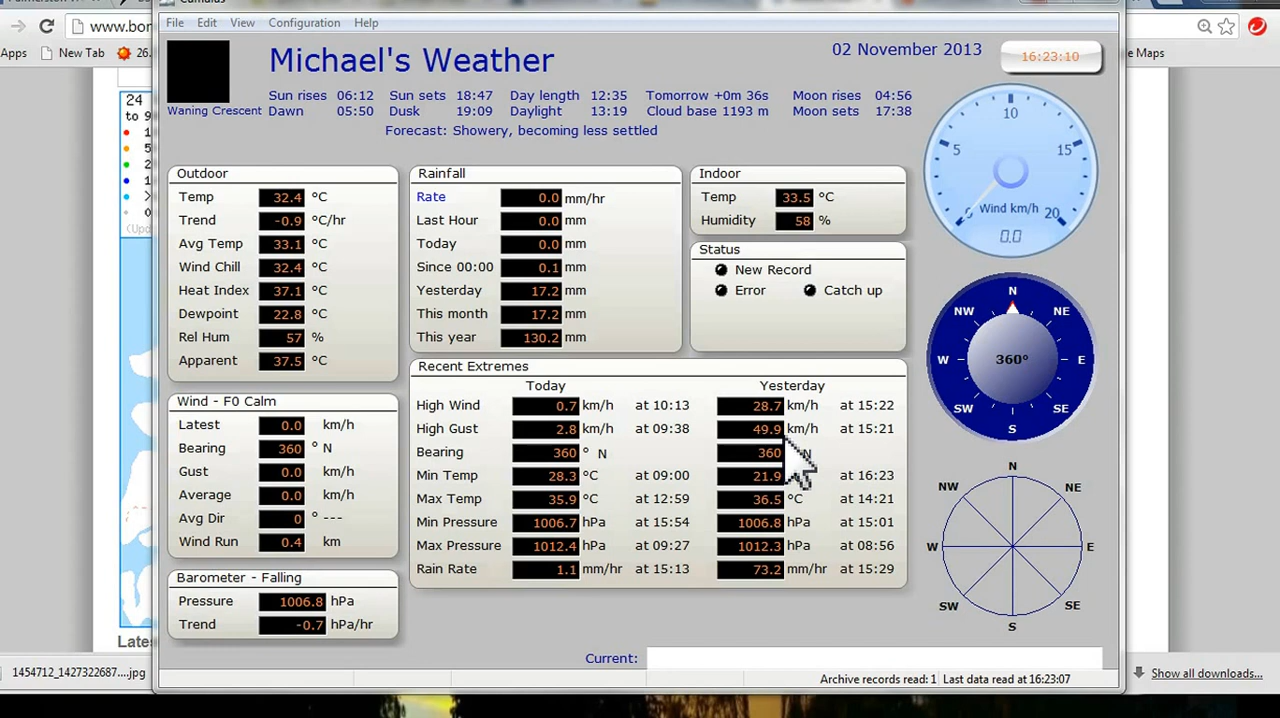 Cumulus
File Edit View Configuration Help
www.bor
Apps New Tab 26.
e Maps
24
to 9
Michael's Weather
02 November 2013
16:23:10
Waning Crescent
Sun rises 06:12 Sun sets 18:47 Day length 12:35 Tomorrow +0m 36s Moon rises 04:56
Dawn 05:50 Dusk 19:09 Daylight 13:19 Cloud base 1193 m Moon sets 17:38
Forecast: Showery, becoming less settled
Outdoor
Temp 32.4 °C
Trend -0.9 °C/hr
Avg Temp 33.1 °C
Wind Chill 32.4 °C
Heat Index 37.1 °C
Dewpoint 22.8 °C
Rel Hum 57 %
Apparent 37.5 °C
Wind - F0 Calm
Latest 0.0 km/h
Bearing 360 ° N
Gust 0.0 km/h
Average 0.0 km/h
Avg Dir 0 ° ---
Wind Run 0.4 km
Barometer - Falling
Pressure 1006.8 hPa
Trend -0.7 hPa/hr
Rainfall
Rate 0.0 mm/hr
Last Hour 0.0 mm
Today 0.0 mm
Since 00:00 0.1 mm
Yesterday 17.2 mm
This month 17.2 mm
This year 130.2 mm
Indoor
Temp 33.5 °C
Humidity 58 %
Status
New Record
Error Catch up
Recent Extremes
Today Yesterday
High Wind 0.7 km/h at 10:13 28.7 km/h at 15:22
High Gust 2.8 km/h at 09:38 49.9 km/h at 15:21
Bearing 360 ° N 360 N
Min Temp 28.3 °C at 09:00 21.9 at 16:23
Max Temp 35.9 °C at 12:59 36.5 °C at 14:21
Min Pressure 1006.7 hPa at 15:54 1006.8 hPa at 15:01
Max Pressure 1012.4 hPa at 09:27 1012.3 hPa at 08:56
Rain Rate 1.1 mm/hr at 15:13 73.2 mm/hr at 15:29
10
5 15
0 Wind km/h 20
0.0
N
NW NE
W 360° E
SW SE
S
N
NW NE
W E
SW SE
S
Latest
Current:
Archive records read: 1 Last data read at 16:23:07
1454712_1427322687....jpg
Show all downloads...